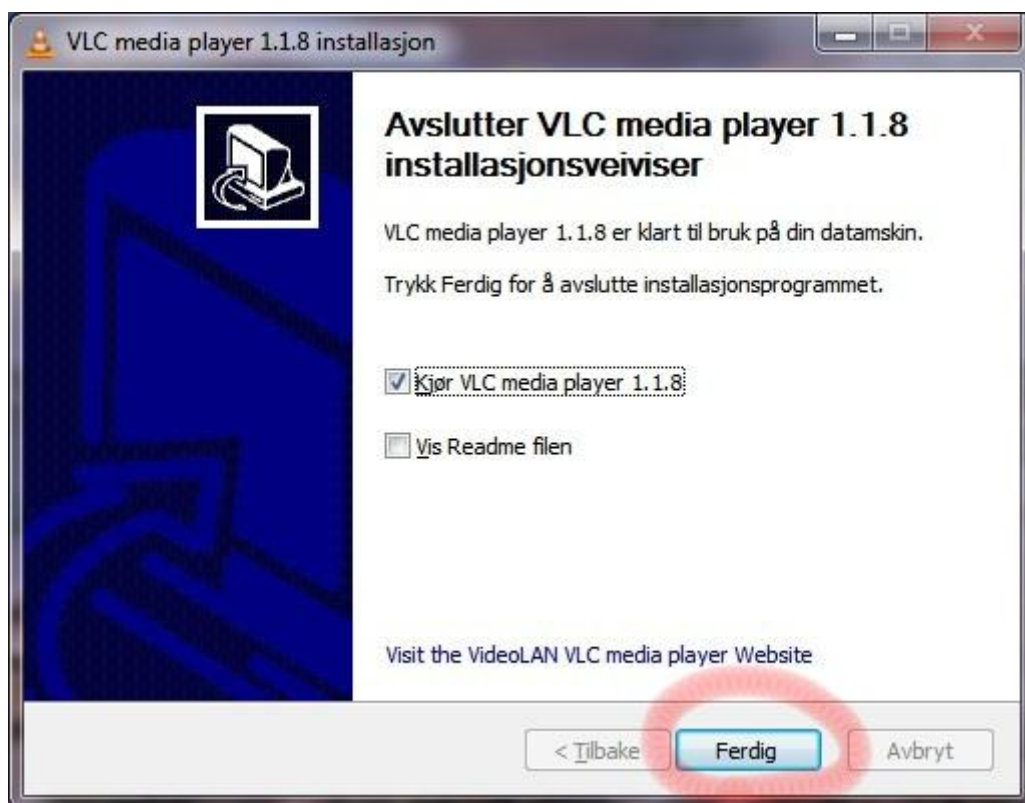 VLC media player 1.1.8 installasjon
Avslutter VLC media player 1.1.8
installasjonsveiviser
VLC media player 1.1.8 er klart til bruk på din datamskin.
Trykk Ferdig for å avslutte installasjonsprogrammet.
Kjør VLC media player 1.1.8
Vis Readme filen
Visit the VideoLAN VLC media player Website
< Tilbake Ferdig Avbryt